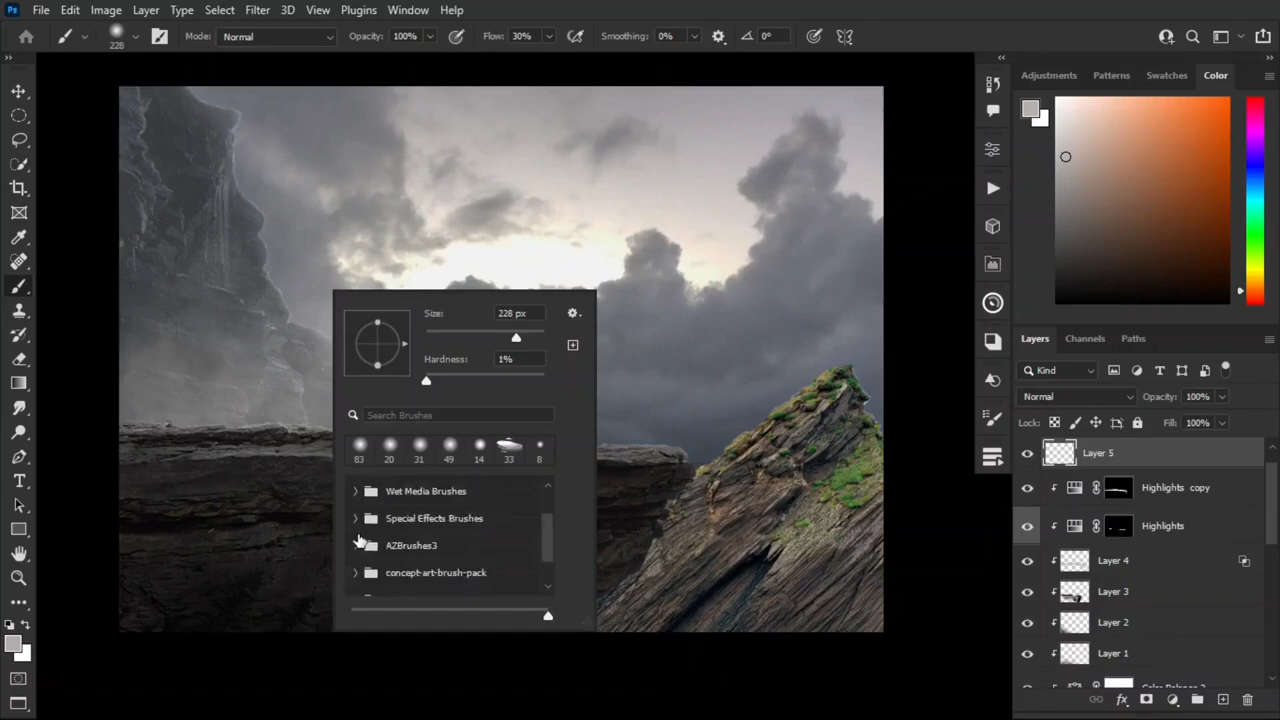 Ps File Edit Image Layer Type Select Filter 3D View Plugins Window Help
228 Mode: Normal Opacity: 100% Flow: 30% Smoothing: 0% 0°
Adjustments Patterns Swatches Color
Size: 228 px
Hardness: 1%
Search Brushes
83 20 31 49 14 33 8
Wet Media Brushes
Special Effects Brushes
AZBrushes3
concept-art-brush-pack
Layers Channels Paths
Kind
Normal Opacity: 100%
Lock: Fill: 100%
Layer 5
Highlights copy
Highlights
Layer 4
Layer 3
Layer 2
Layer 1